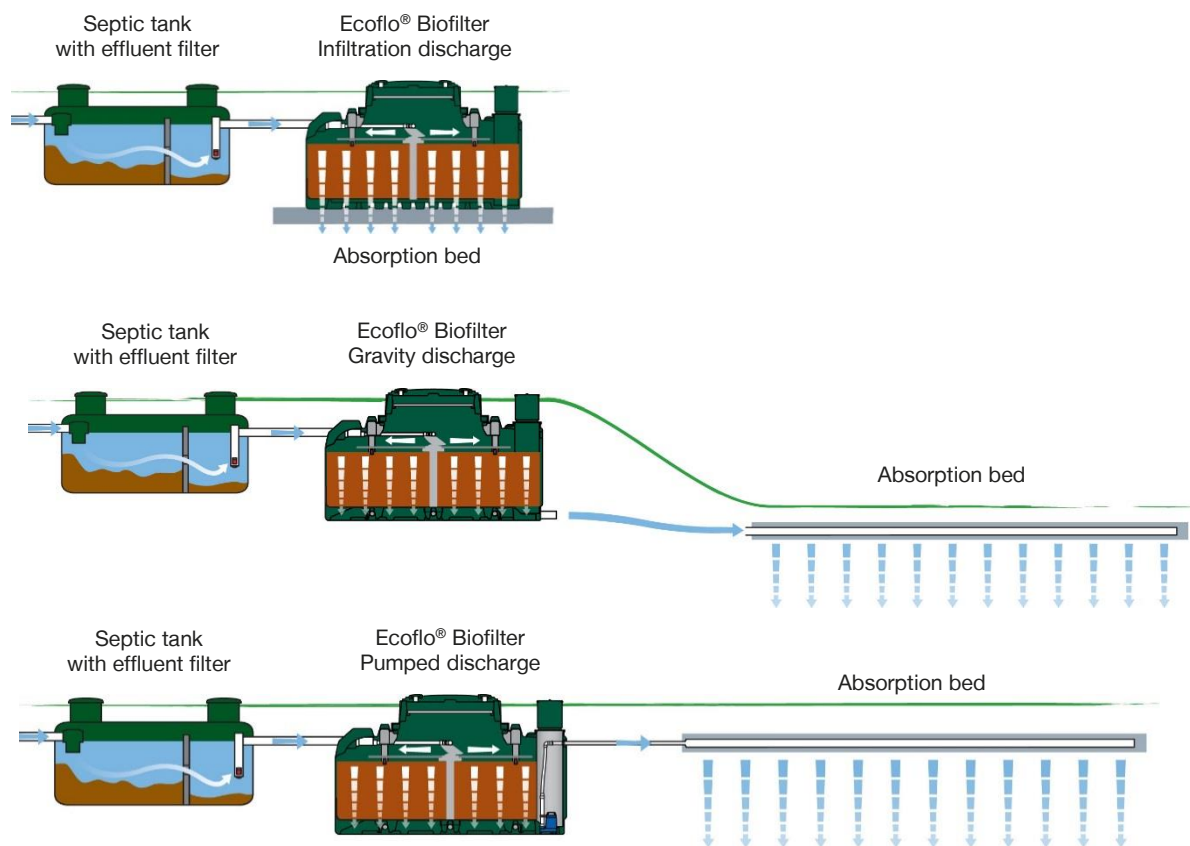 Septic tank
with effluent filter
Ecoflo® Biofilter
Infiltration discharge
Absorption bed
Septic tank
with effluent filter
Ecoflo® Biofilter
Gravity discharge
Absorption bed
Septic tank
with effluent filter
Ecoflo® Biofilter
Pumped discharge
Absorption bed